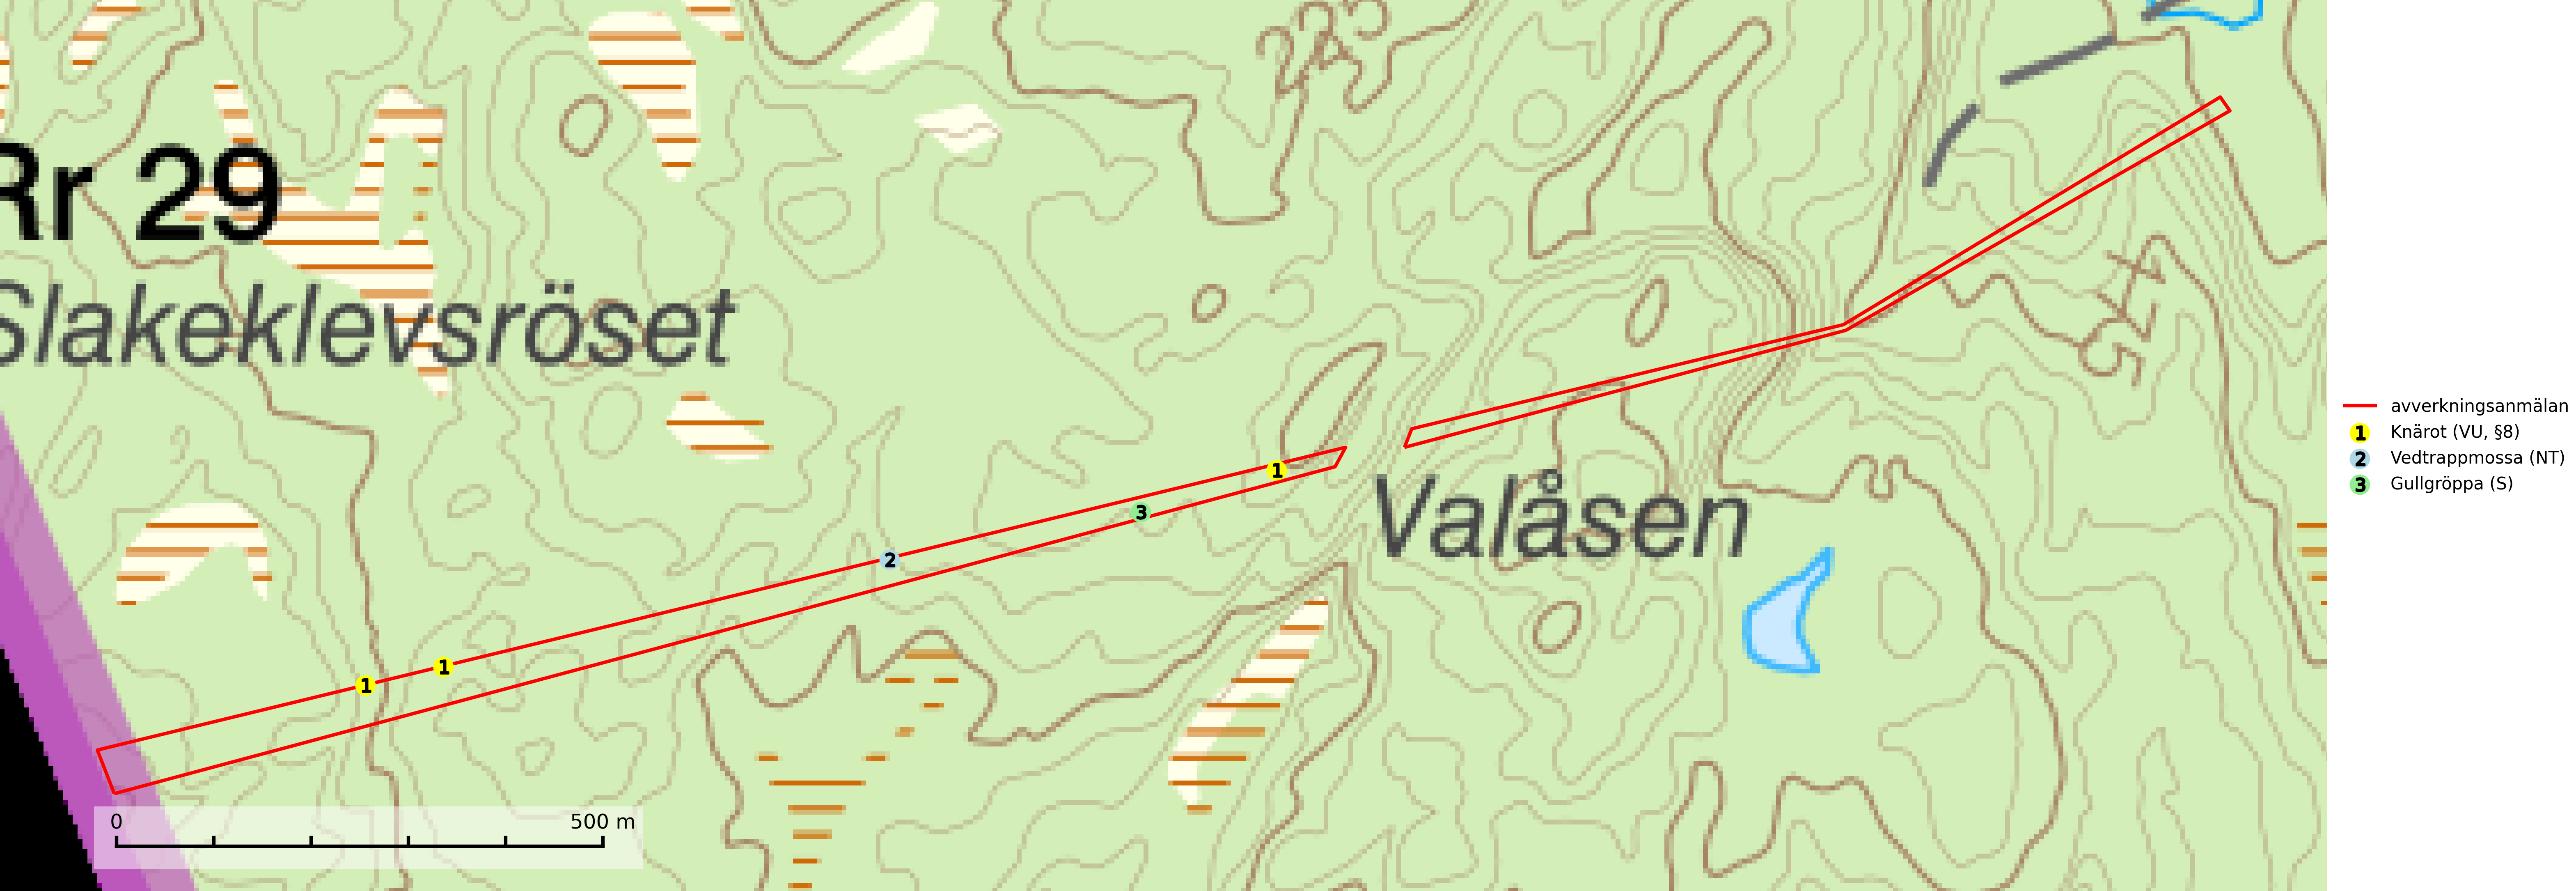 Rr 29
Slakeklevsröset
Valåsen
1
1
2
3
1
0 500 m
avverkningsanmälan
1 Knärot (VU, §8)
2 Vedtrappmossa (NT)
3 Gullgröppa (S)